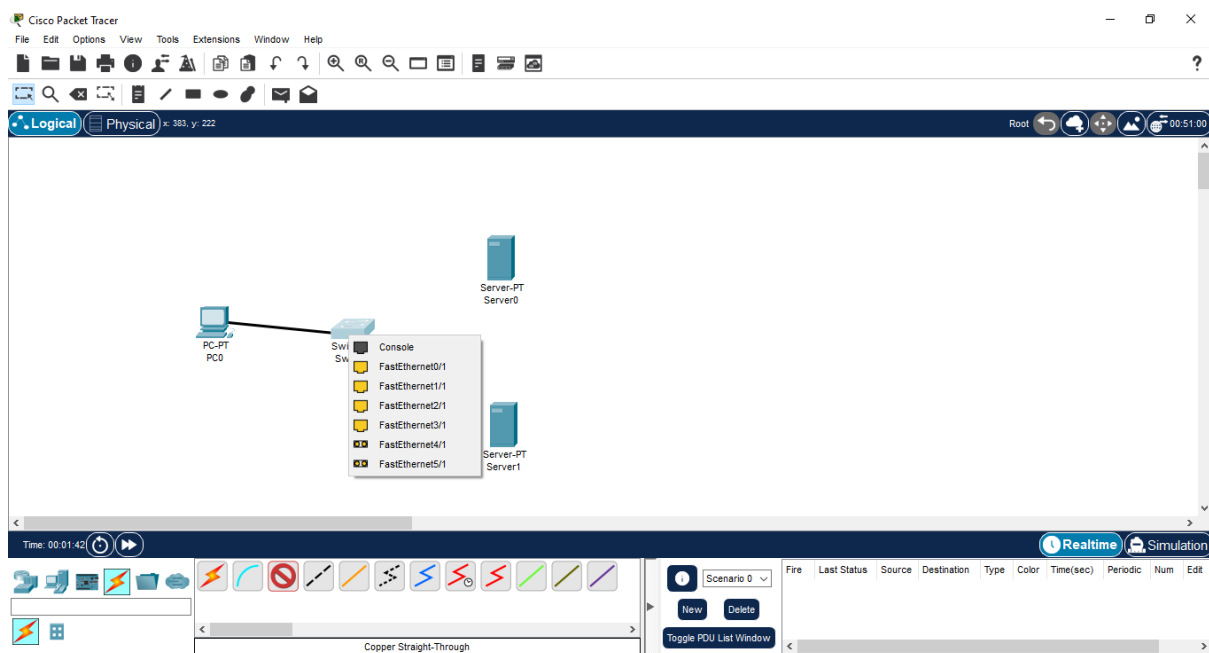 Cisco Packet Tracer
File Edit Options View Tools Extensions Window Help
?
Logical Physical x: 383, y: 222 Root 00:51:00
Server-PT
Server0
PC-PT
PC0
Swi
Sw
Console
FastEthernet0/1
FastEthernet1/1
FastEthernet2/1
FastEthernet3/1
FastEthernet4/1
FastEthernet5/1
Server-PT
Server1
Time: 00:01:42 Realtime Simulation
Scenario 0
New Delete
Toggle PDU List Window
Fire Last Status Source Destination Type Color Time(sec) Periodic Num Edit
Copper Straight-Through